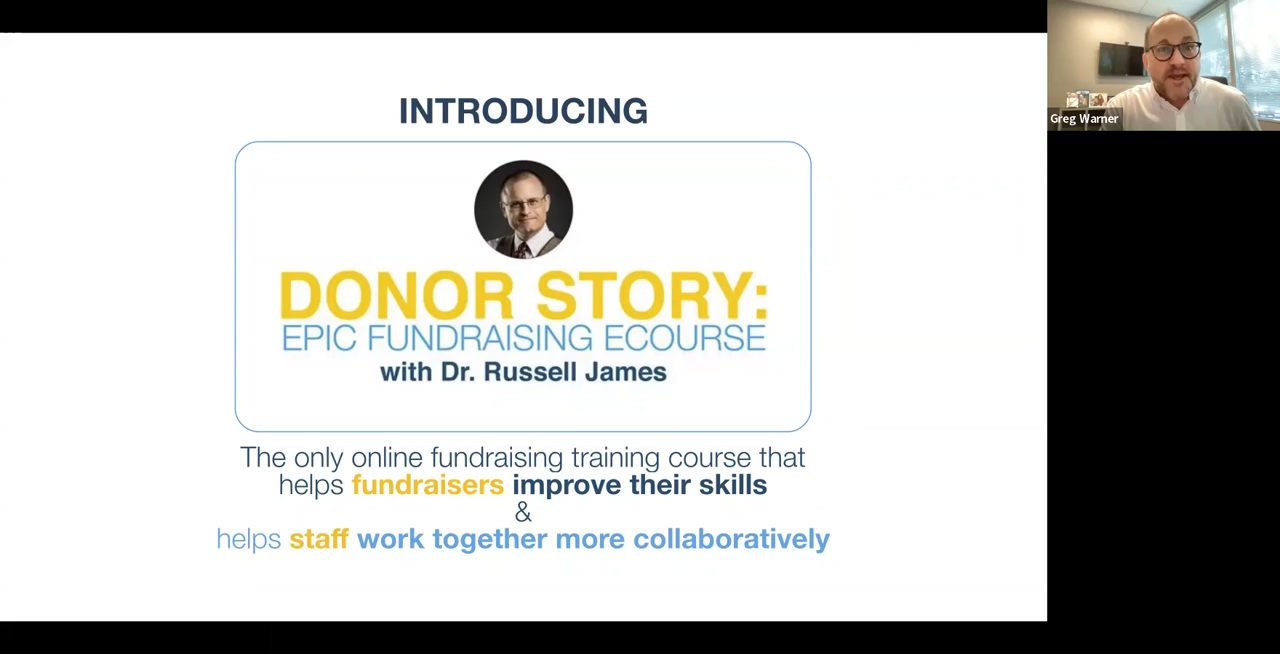 INTRODUCING
DONOR STORY:
EPIC FUNDRAISING ECOURSE
with Dr. Russell James
The only online fundraising training course that
helps fundraisers improve their skills
&
helps staff work together more collaboratively
Greg Warner